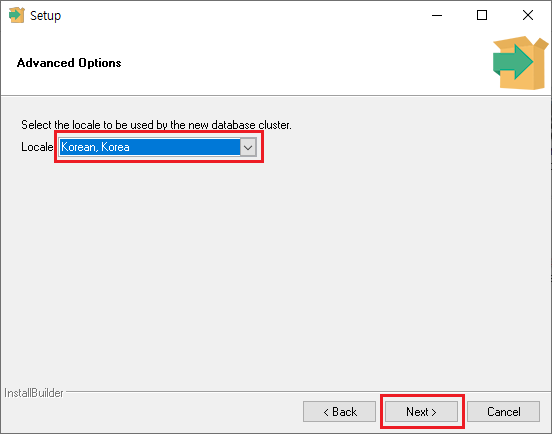 Setup
Advanced Options
Select the locale to be used by the new database cluster.
Locale Korean, Korea
InstallBuilder
< Back Next > Cancel